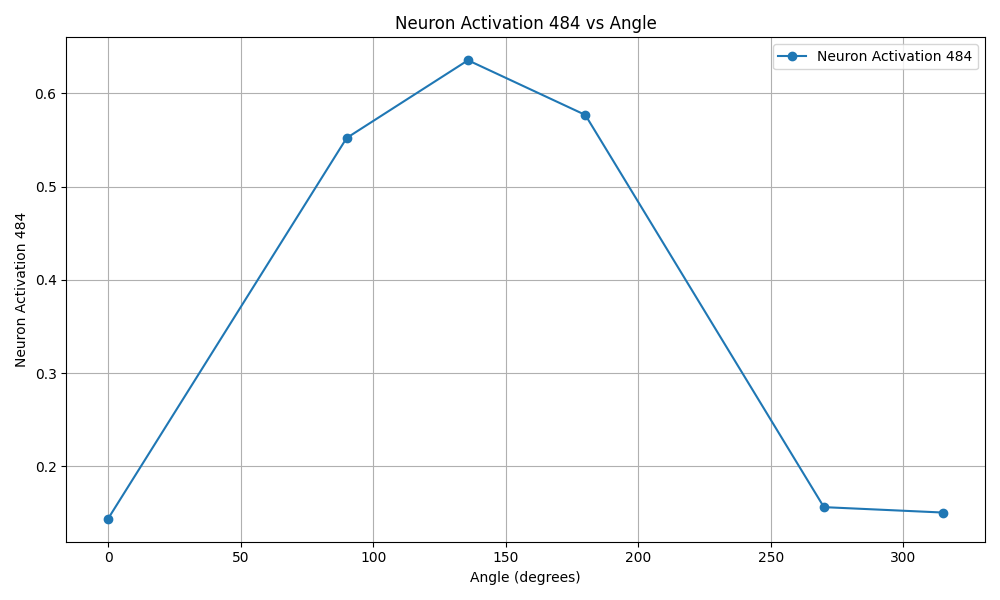 Neuron Activation 484 vs Angle
Neuron Activation 484
Neuron Activation 484
0.6
0.5
0.4
0.3
0.2
0 50 100 150 200 250 300
Angle (degrees)